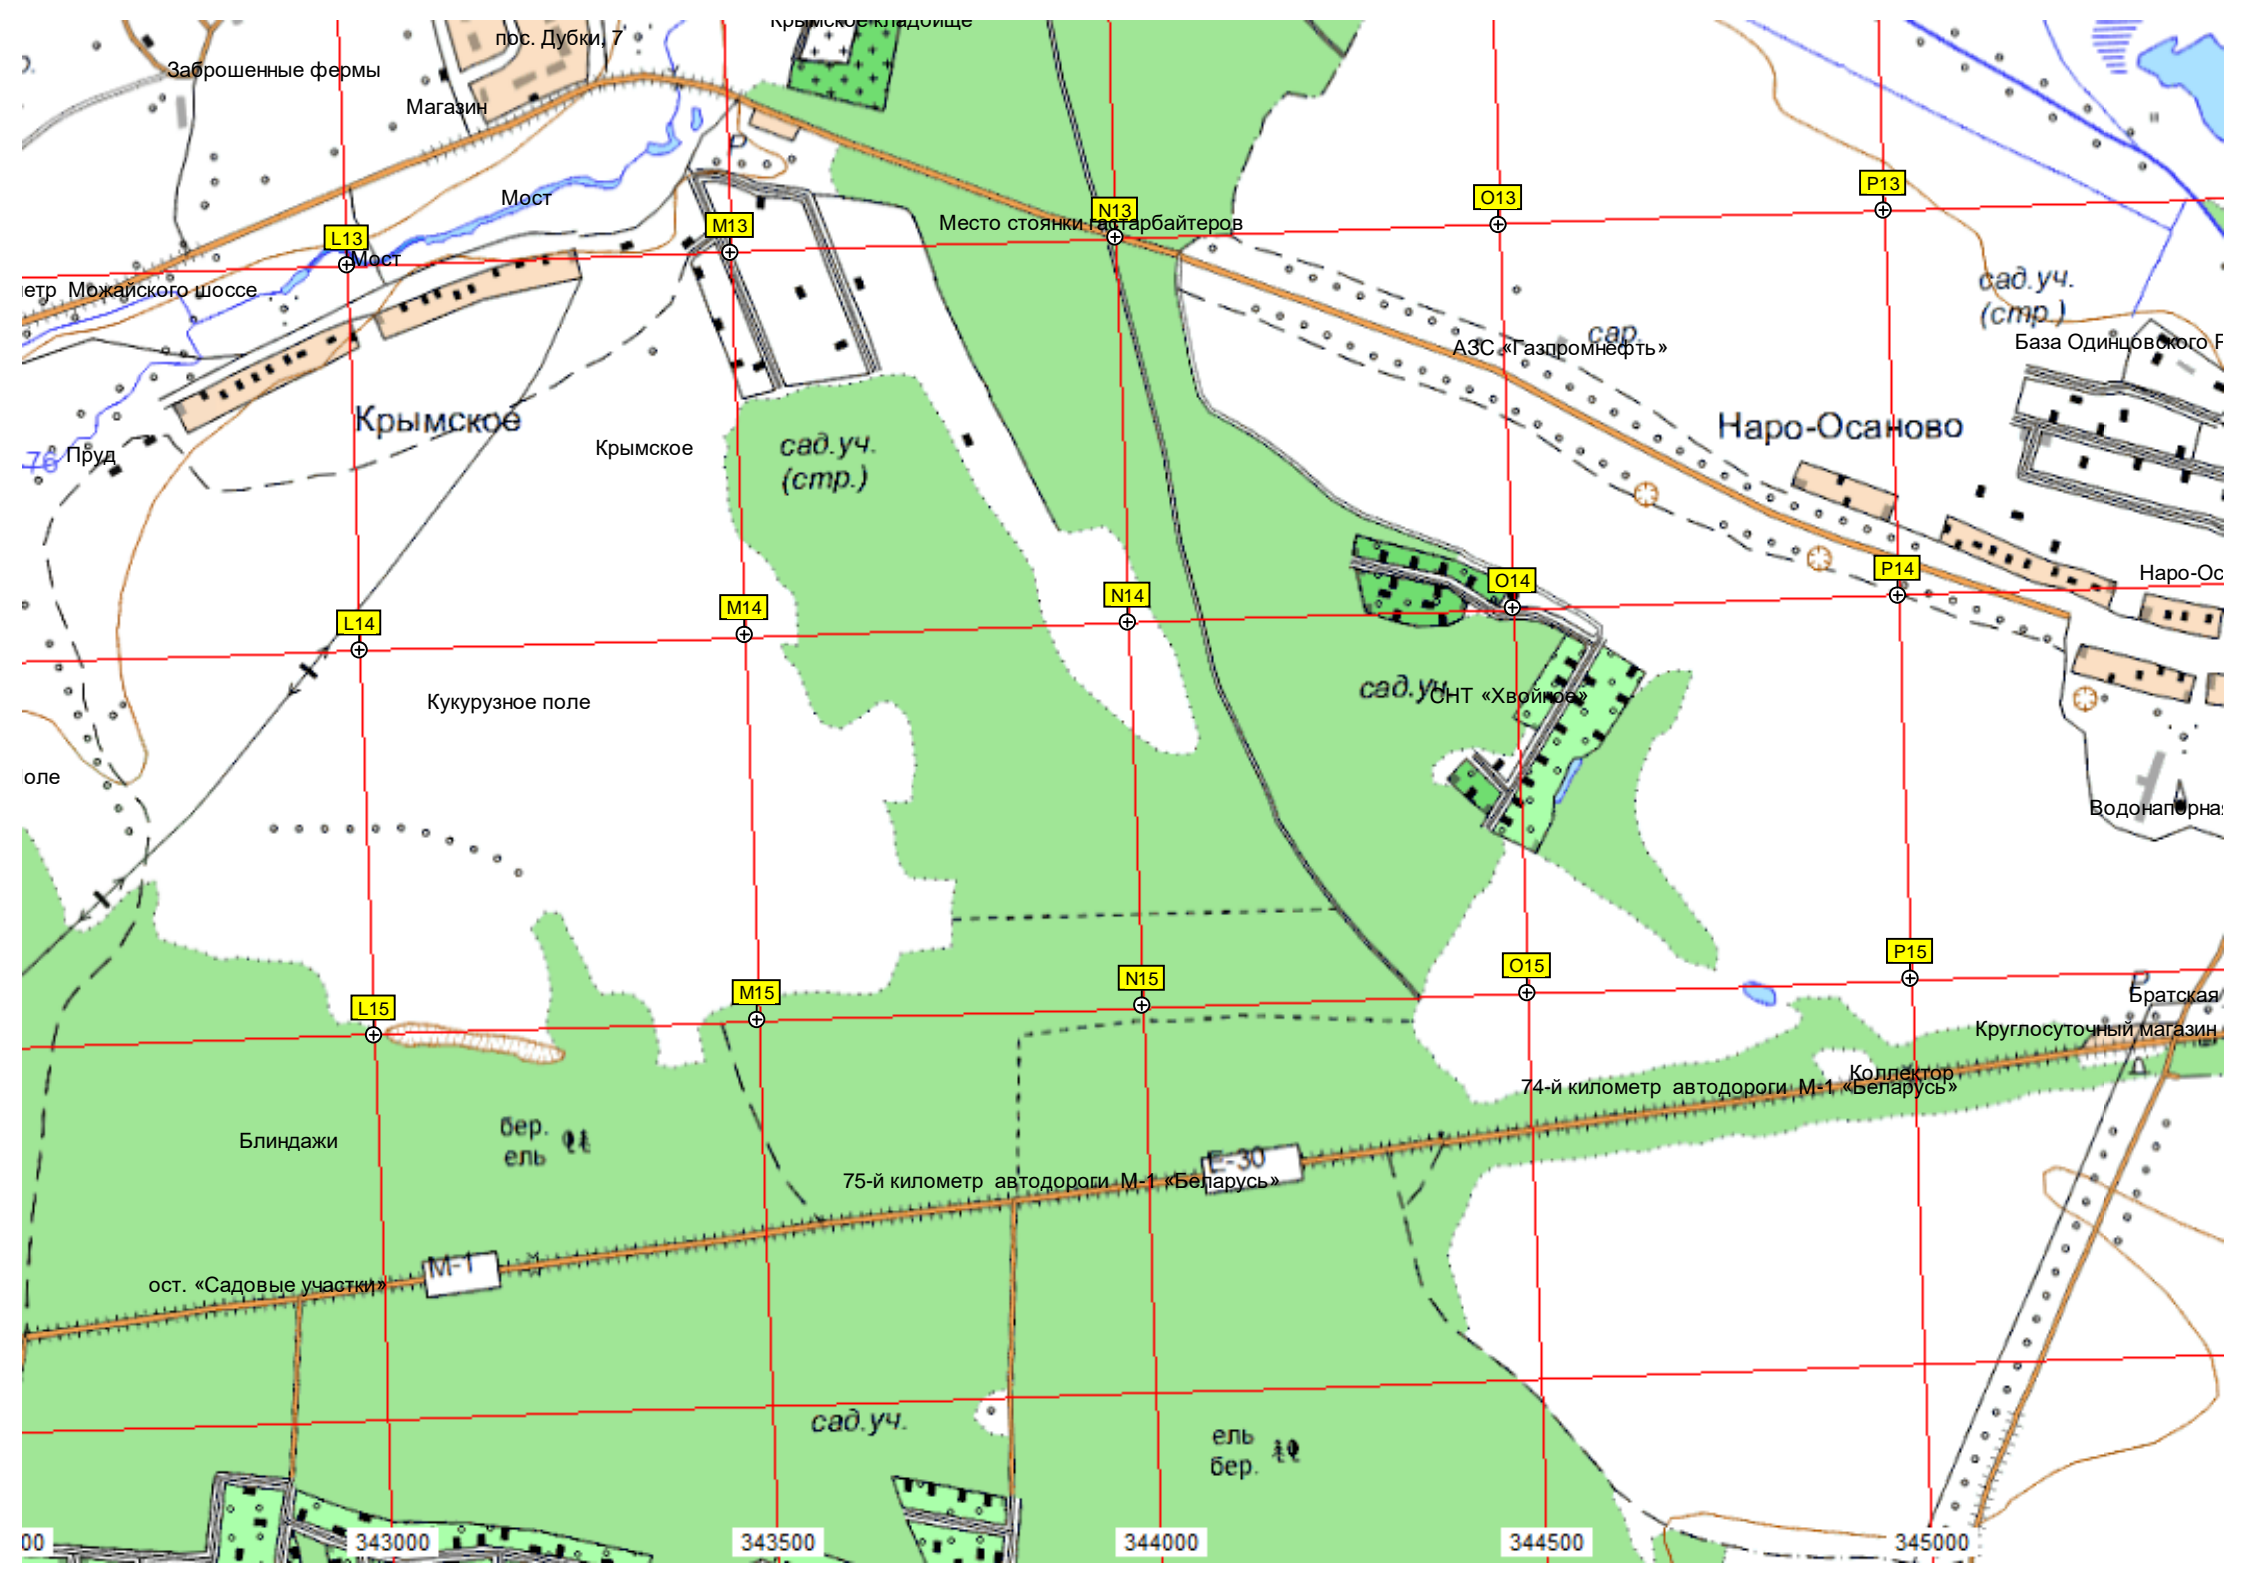 Крымское кладбище
пос. Дубки, 7
Заброшенные фермы
Магазин
Р
Мост
P13
O13
N13
M13
L13
Место стоянки гастарбайтеров
Мост
етр Можайского шоссе
сад.уч.
(стр.)
сар.
АЗС «Газпромнефть»
База Одинцовского
Крымское
Наро-Осаново
Крымское
сад.уч.
(стр.)
76
Пруд
P14
Наро-Ос
O14
N14
M14
L14
сад.уч.
СНТ «Хвойное»
Кукурузное поле
оле
Водонапорная
P15
O15
N15
M15
L15
Р
Братская
Круглосуточный магазин
Коллектор
74-й километр автодороги М-1 «Беларусь»
бер.
ель
Блиндажи
E-30
75-й километр автодороги М-1 «Беларусь»
М-1
ост. «Садовые участки»
сад.уч.
ель
бер.
00
343000
343500
344000
344500
345000